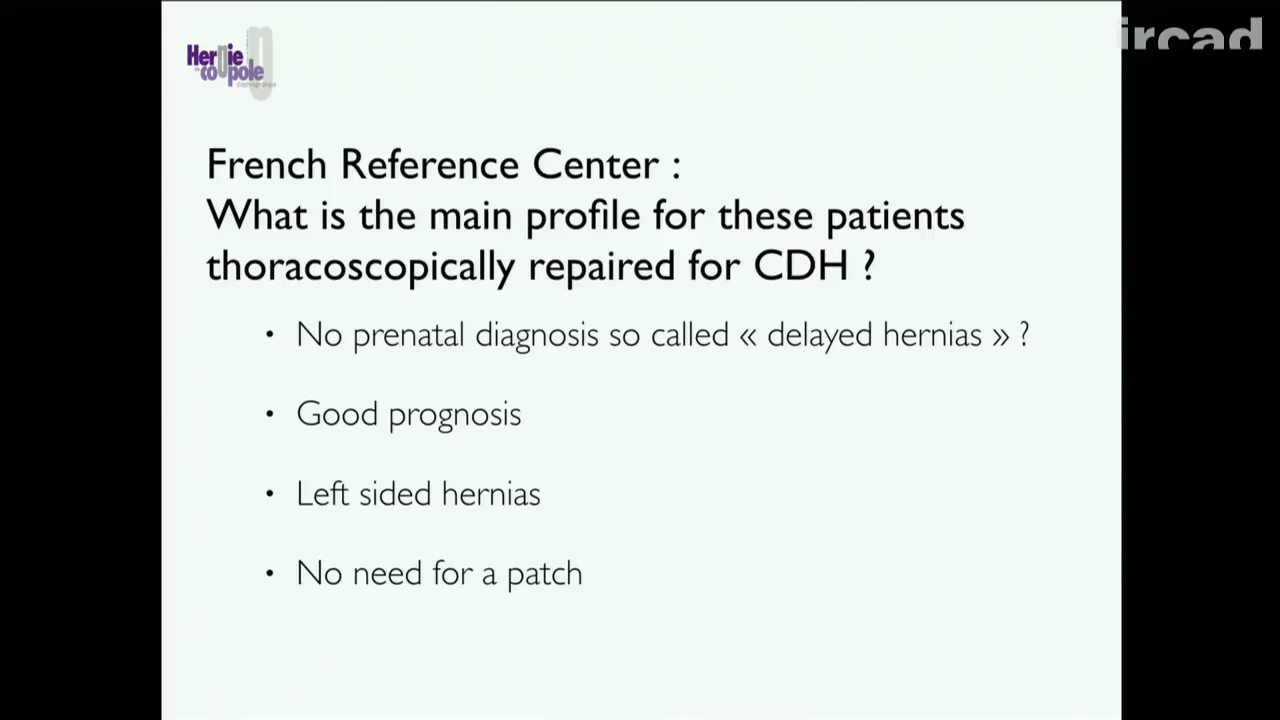 ircad
Hernie
coupole
French Reference Center :
What is the main profile for these patients
thoracoscopically repaired for CDH ?
• No prenatal diagnosis so called « delayed hernias » ?
• Good prognosis
• Left sided hernias
• No need for a patch